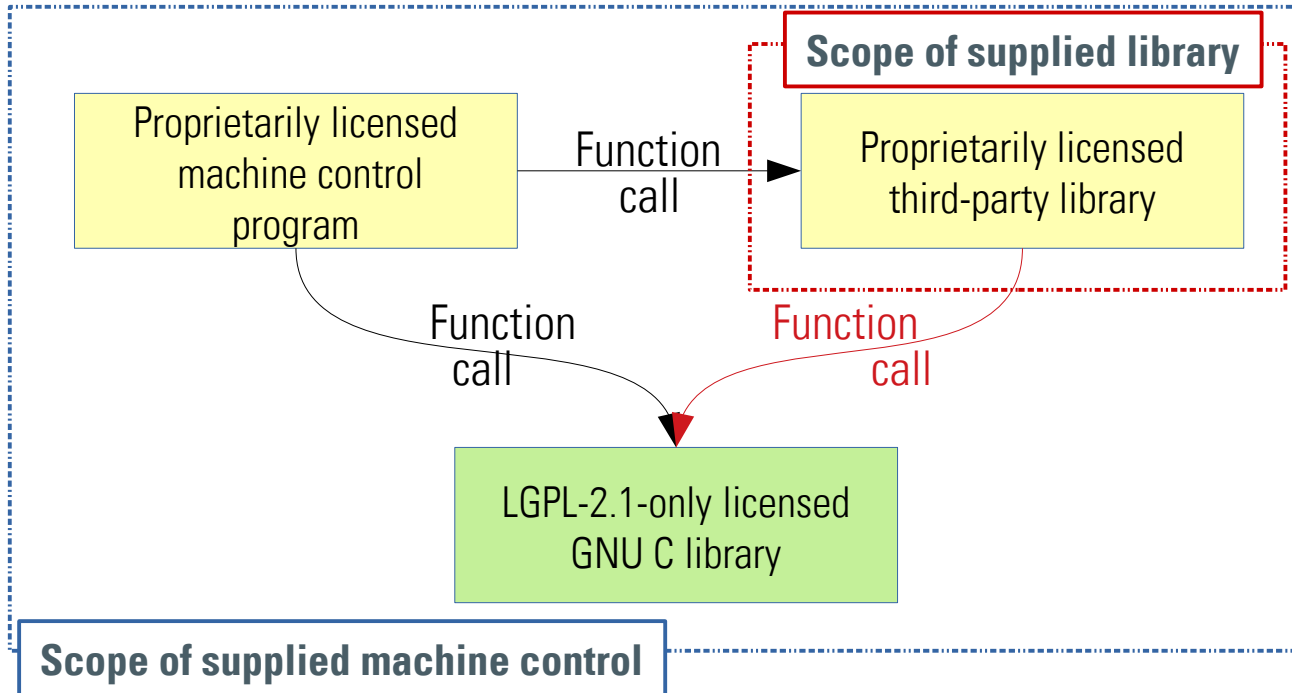 Scope of supplied library
Proprietarily licensed
machine control
program
Function
call
Proprietarily licensed
third-party library
Function
call
Function
call
LGPL-2.1-only licensed
GNU C library
Scope of supplied machine control